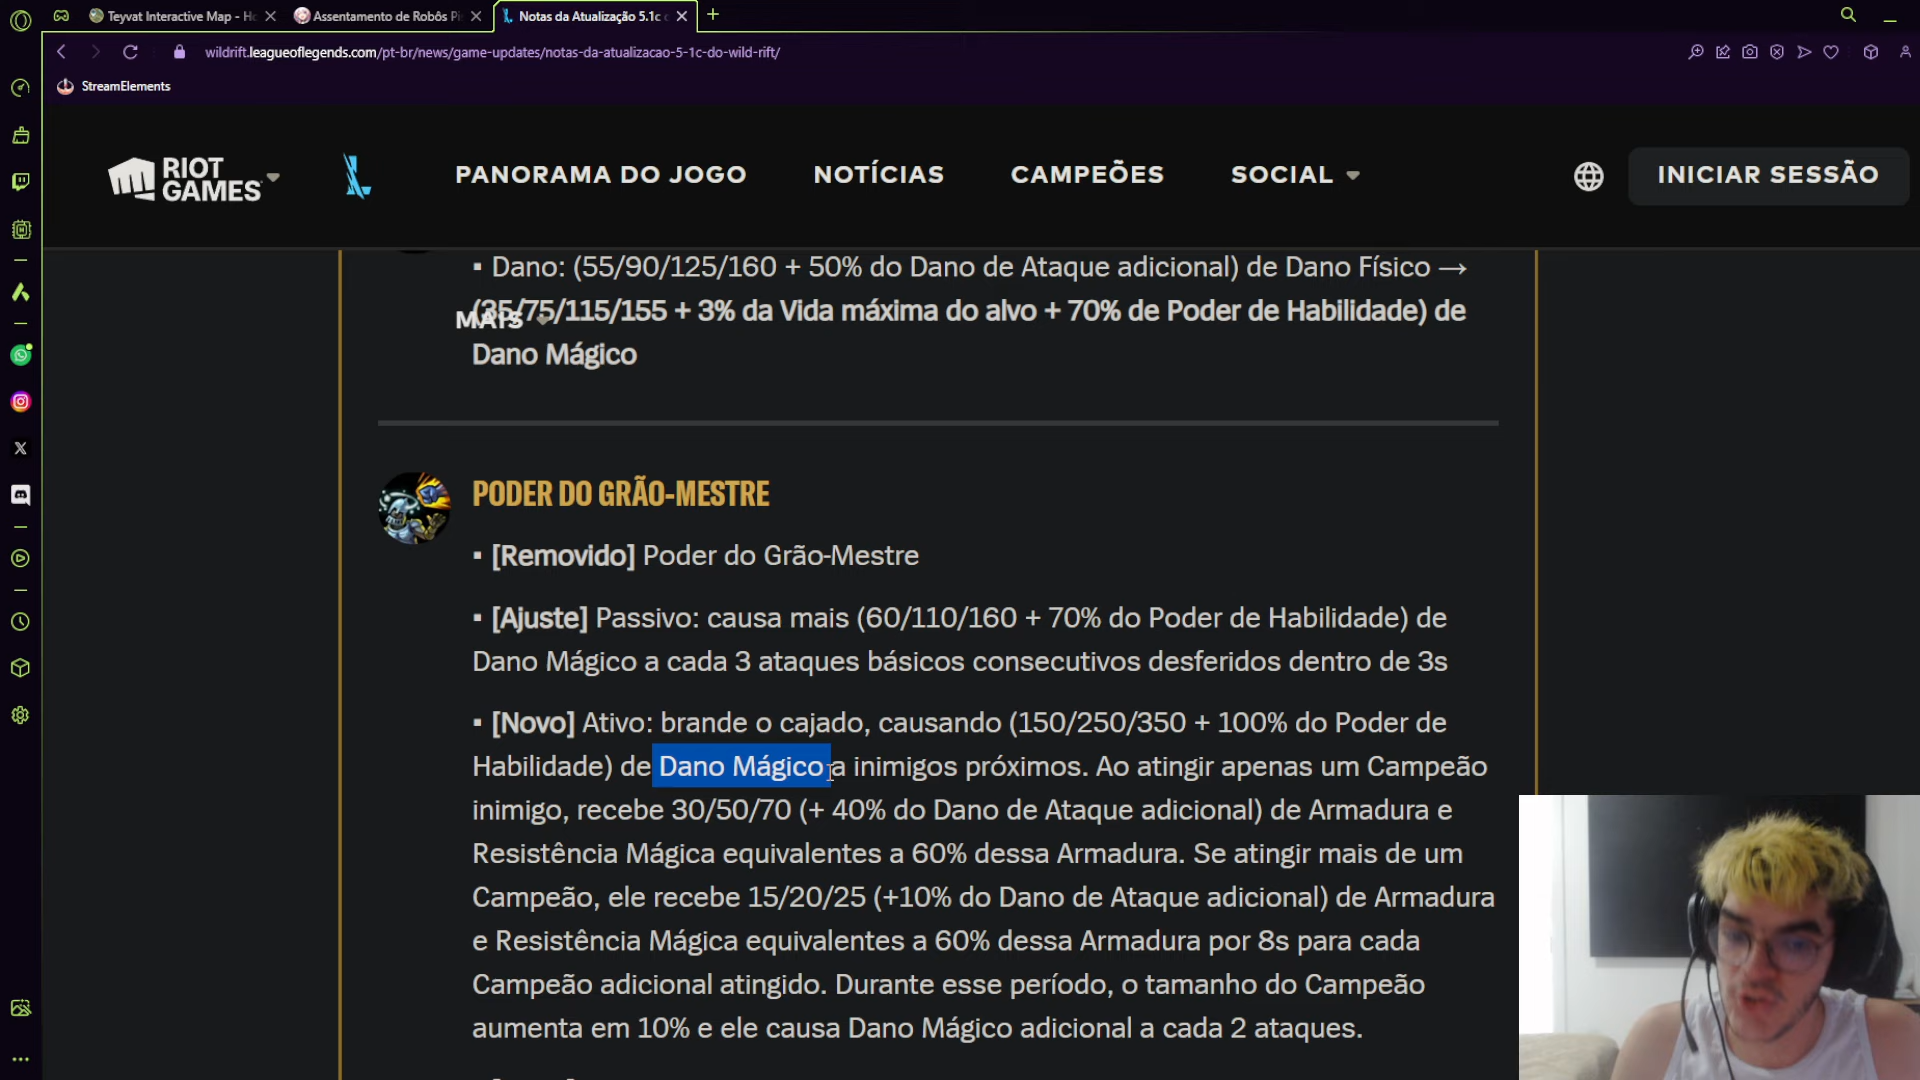 Teyvat Interactive Map - Ho
Assentamento de Robôs Pi
Notas da Atualização 5.1c
wildrift.leagueoflegends.com/pt-br/news/game-updates/notas-da-atualizacao-5-1c-do-wild-rift/
StreamElements
RIOT GAMES
PANORAMA DO JOGO
NOTÍCIAS
CAMPEÕES
SOCIAL
INICIAR SESSÃO
MAIS
▪ Dano: (55/90/125/160 + 50% do Dano de Ataque adicional) de Dano Físico →
(35/75/115/155 + 3% da Vida máxima do alvo + 70% de Poder de Habilidade) de
Dano Mágico
PODER DO GRÃO-MESTRE
▪ [Removido] Poder do Grão-Mestre
▪ [Ajuste] Passivo: causa mais (60/110/160 + 70% do Poder de Habilidade) de
Dano Mágico a cada 3 ataques básicos consecutivos desferidos dentro de 3s
▪ [Novo] Ativo: brande o cajado, causando (150/250/350 + 100% do Poder de
Habilidade) de Dano Mágico a inimigos próximos. Ao atingir apenas um Campeão
inimigo, recebe 30/50/70 (+ 40% do Dano de Ataque adicional) de Armadura e
Resistência Mágica equivalentes a 60% dessa Armadura. Se atingir mais de um
Campeão, ele recebe 15/20/25 (+10% do Dano de Ataque adicional) de Armadura
e Resistência Mágica equivalentes a 60% dessa Armadura por 8s para cada
Campeão adicional atingido. Durante esse período, o tamanho do Campeão
aumenta em 10% e ele causa Dano Mágico adicional a cada 2 ataques.